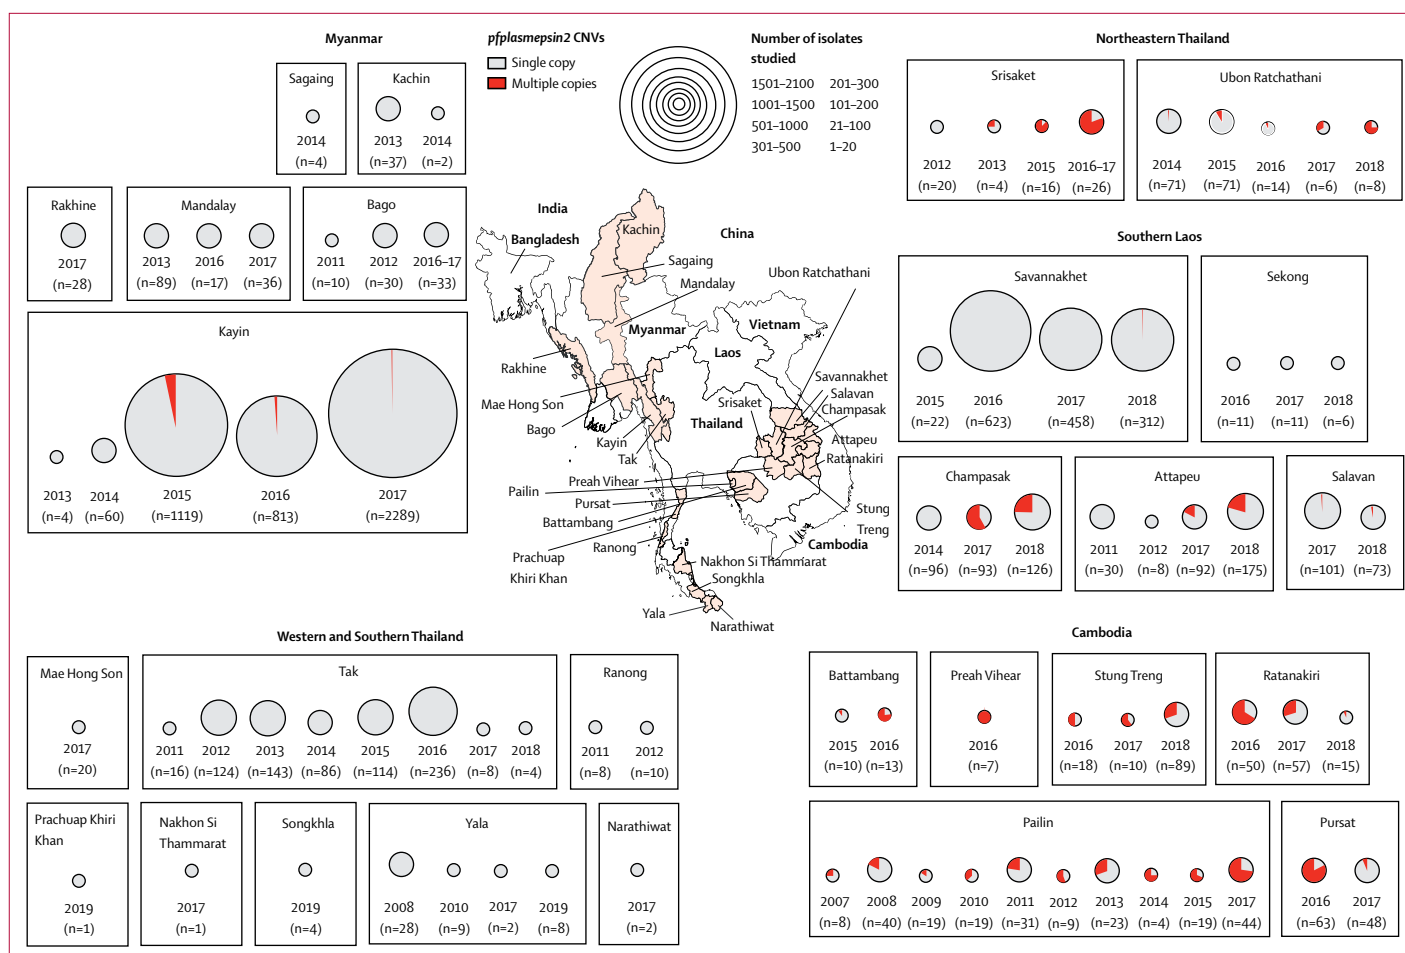 Myanmar
Sagaing
2014
(n=4)
Kachin
2013 2014
(n=37) (n=2)
Rakhine
2017
(n=28)
Mandalay
2013 2016 2017
(n=89) (n=17) (n=36)
Bago
2011 2012 2016–17
(n=10) (n=30) (n=33)
Kayin
2013 2014 2015 2016 2017
(n=4) (n=60) (n=1119) (n=813) (n=2289)
pfplasmepsin2 CNVs
Single copy
Multiple copies
Number of isolates
studied
1501–2100 201–300
1001–1500 101–200
501–1000 21–100
301–500 1–20
India
Bangladesh
Kachin
China
Sagaing
Mandalay
Ubon Ratchathani
Myanmar
Vietnam
Laos
Rakhine
Mae Hong Son
Bago
Kayin
Tak
Thailand
Srisaket
Savannakhet
Salavan
Champasak
Attapeu
Ratanakiri
Preah Vihear
Pailin
Pursat
Battambang
Stung
Treng
Cambodia
Prachuap
Khiri Khan
Ranong
Nakhon Si Thammarat
Songkhla
Yala
Narathiwat
Northeastern Thailand
Srisaket
2012 2013 2015 2016–17
(n=20) (n=4) (n=16) (n=26)
Ubon Ratchathani
2014 2015 2016 2017 2018
(n=71) (n=71) (n=14) (n=6) (n=8)
Southern Laos
Savannakhet
2015 2016 2017 2018
(n=22) (n=623) (n=458) (n=312)
Sekong
2016 2017 2018
(n=11) (n=11) (n=6)
Champasak
2014 2017 2018
(n=96) (n=93) (n=126)
Attapeu
2011 2012 2017 2018
(n=30) (n=8) (n=92) (n=175)
Salavan
2017 2018
(n=101) (n=73)
Western and Southern Thailand
Mae Hong Son
2017
(n=20)
Tak
2011 2012 2013 2014 2015 2016 2017 2018
(n=16) (n=124) (n=143) (n=86) (n=114) (n=236) (n=8) (n=4)
Ranong
2011 2012
(n=8) (n=10)
Prachuap Khiri
Khan
2019
(n=1)
Nakhon Si
Thammarat
2017
(n=1)
Songkhla
2019
(n=4)
Yala
2008 2010 2017 2019
(n=28) (n=9) (n=2) (n=8)
Narathiwat
2017
(n=2)
Cambodia
Battambang
2015 2016
(n=10) (n=13)
Preah Vihear
2016
(n=7)
Stung Treng
2016 2017 2018
(n=18) (n=10) (n=89)
Ratanakiri
2016 2017 2018
(n=50) (n=57) (n=15)
Pailin
2007 2008 2009 2010 2011 2012 2013 2014 2015 2017
(n=8) (n=40) (n=19) (n=19) (n=31) (n=9) (n=23) (n=4) (n=19) (n=44)
Pursat
2016 2017
(n=63) (n=48)